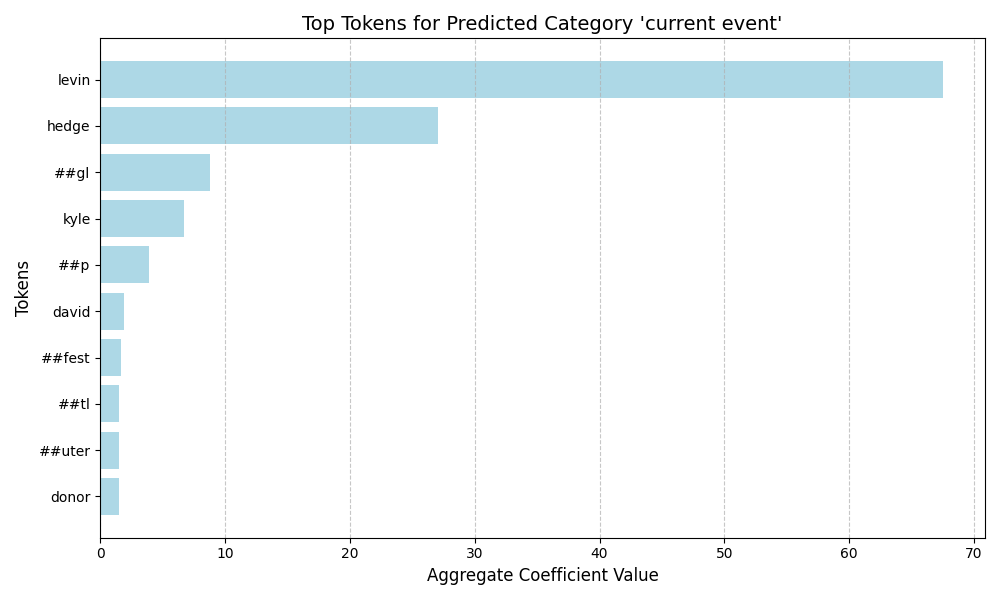 Top Tokens for Predicted Category 'current event'
Tokens
levin
hedge
##gl
kyle
##p
david
##fest
##tl
##uter
donor
0 10 20 30 40 50 60 70
Aggregate Coefficient Value